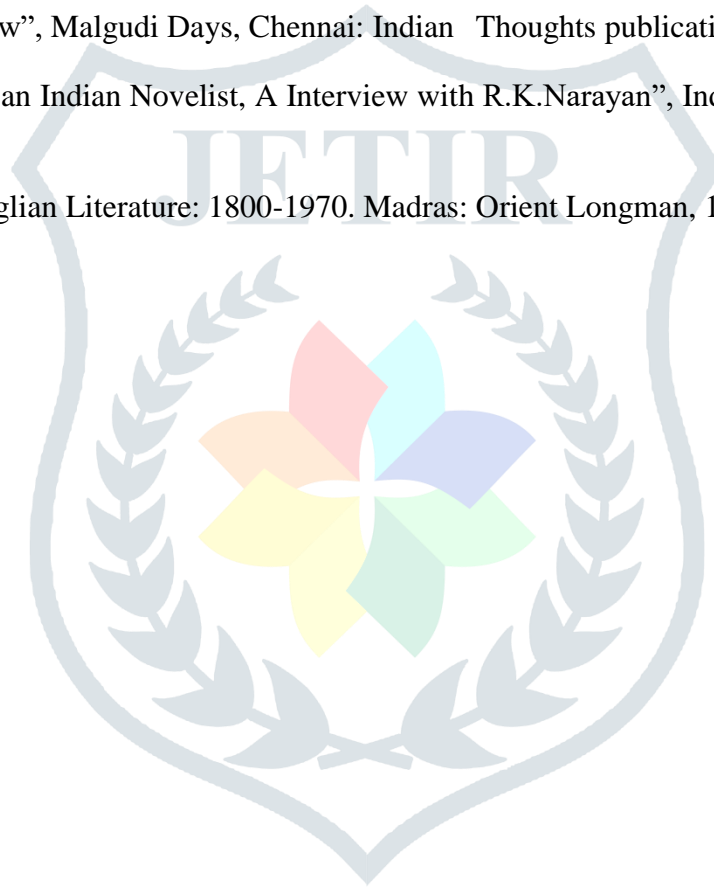 w”, Malgudi Days, Chennai: Indian Thoughts publicati
an Indian Novelist, A Interview with R.K.Narayan”, Inc
JETIR
glian Literature: 1800-1970. Madras: Orient Longman, 1